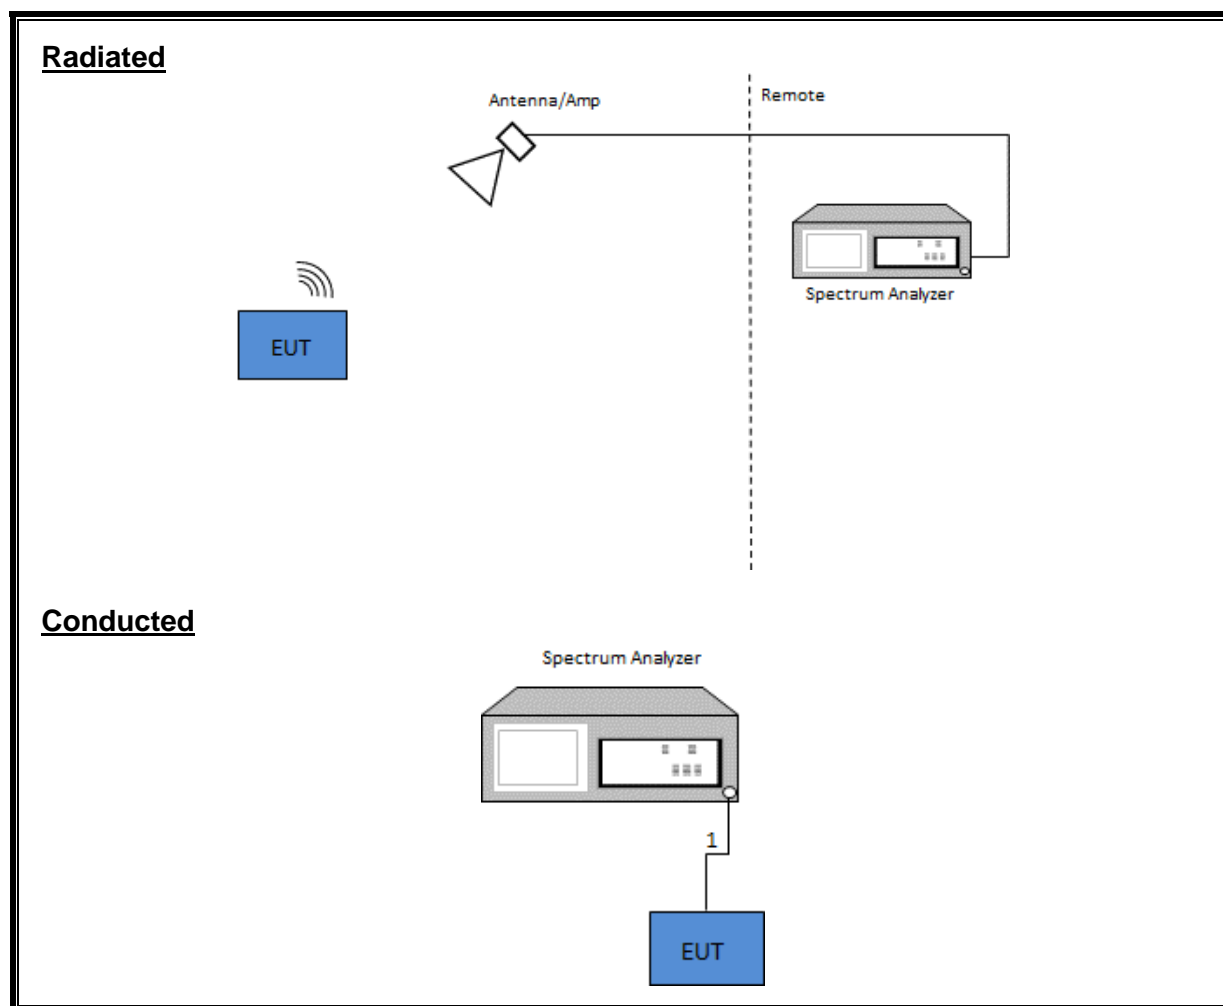 Radiated
Antenna/Amp
Remote
Spectrum Analyzer
EUT
Conducted
Spectrum Analyzer
1
EUT